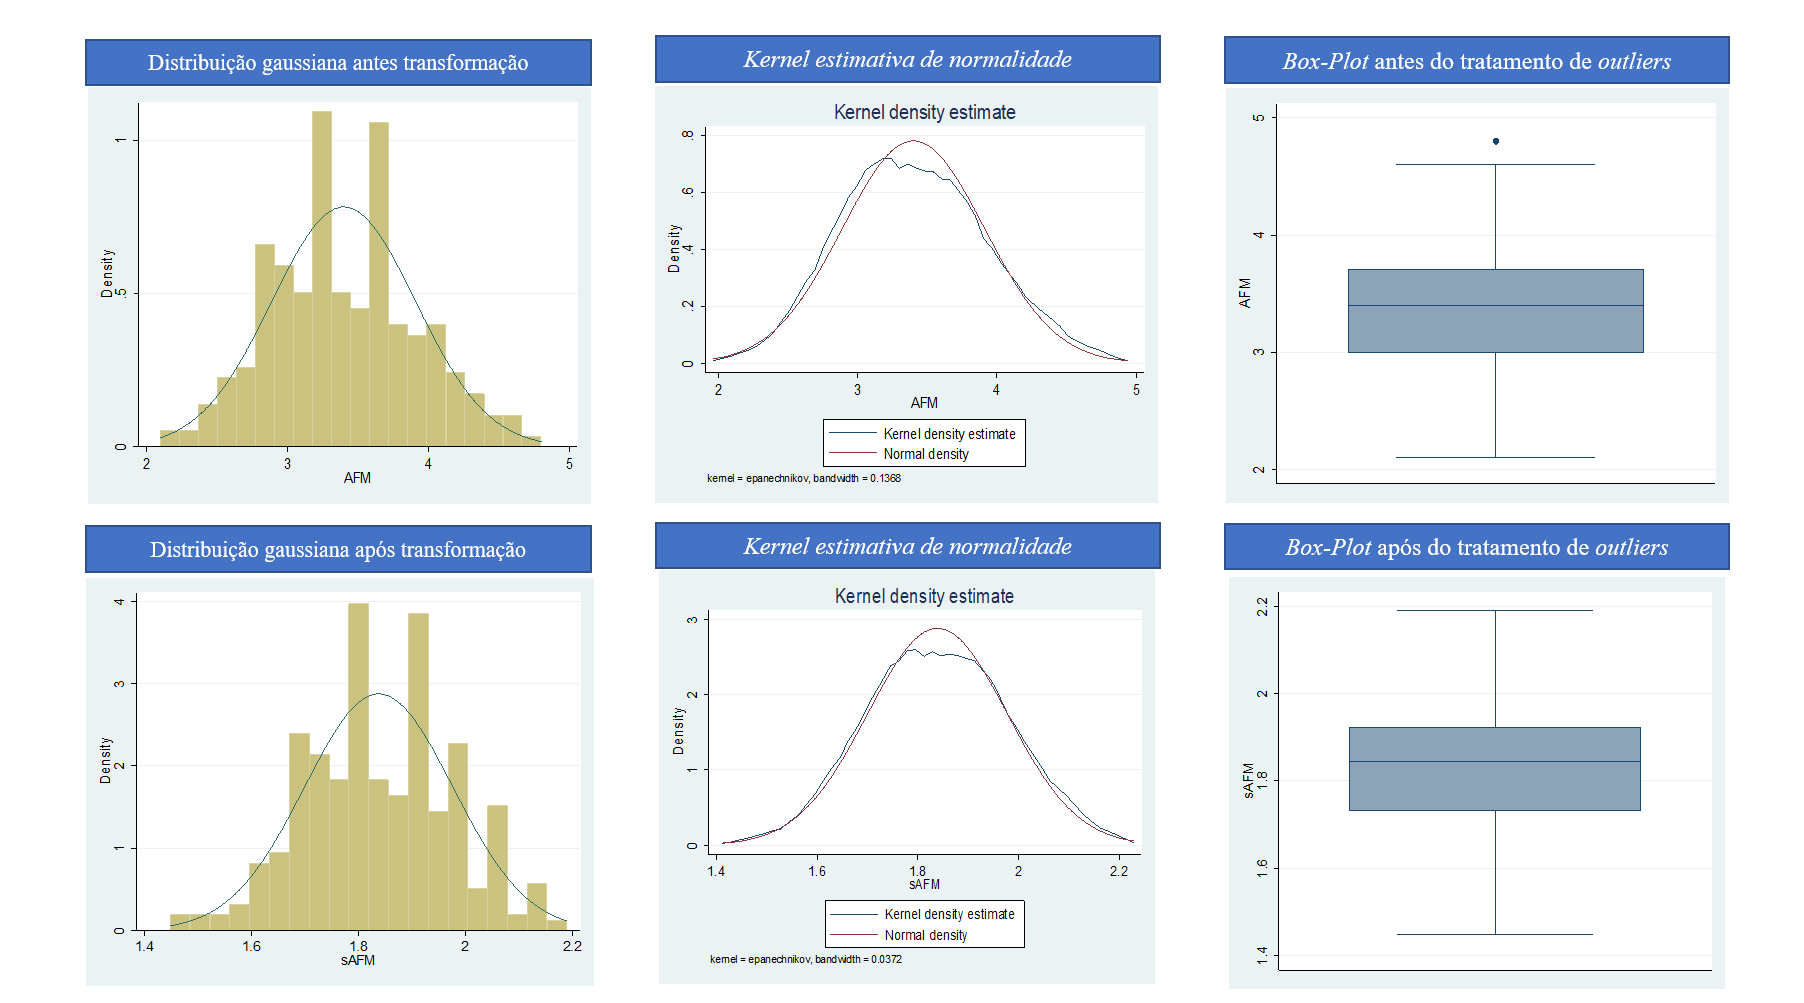 Distribuição gaussiana antes transformação
Density
0
.5
1
2
3
4
5
AFM
Kernel estimativa de normalidade
Kernel density estimate
Density
0
.2
.4
.6
.8
2
3
4
5
AFM
Kernel density estimate
Normal density
kernel = epanechnikov, bandwidth = 0.1368
Box-Plot antes do tratamento de outliers
AFM
2
3
4
5
Distribuição gaussiana após transformação
Density
0
1
2
3
4
1.4
1.6
1.8
2
2.2
sAFM
Kernel estimativa de normalidade
Kernel density estimate
Density
0
1
2
3
1.4
1.6
1.8
2
2.2
sAFM
Kernel density estimate
Normal density
kernel = epanechnikov, bandwidth = 0.0372
Box-Plot após do tratamento de outliers
sAFM
1.4
1.6
1.8
2
2.2